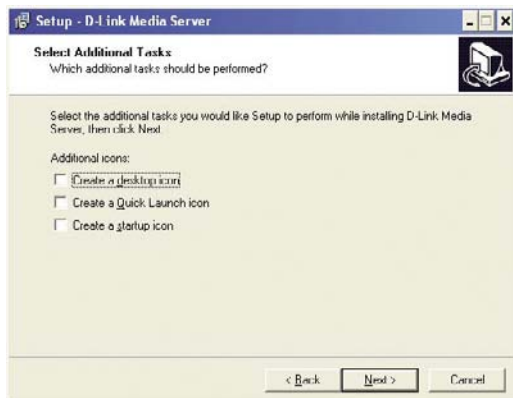 Setup - D-Link Media Server
Select Additional Tasks
Which additional tasks should be performed?
Select the additional tasks you would like Setup to perform while installing D-Link Media
Server, then click Next.
Additional icons:
Create a desktop icon
Create a Quick Launch icon
Create a startup icon
< Back
Next >
Cancel